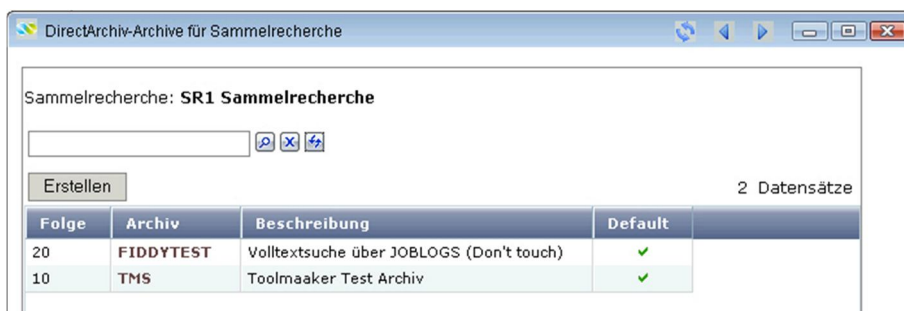 DirectArchiv-Archive für Sammelrecherche
Sammelrecherche: SR1 Sammelrecherche
Erstellen
2 Datensätze
Folge Archiv Beschreibung Default
20 FIDDYTEST Volltextsuche über JOBLOGS (Don't touch)
10 TMS Toolmaaker Test Archiv